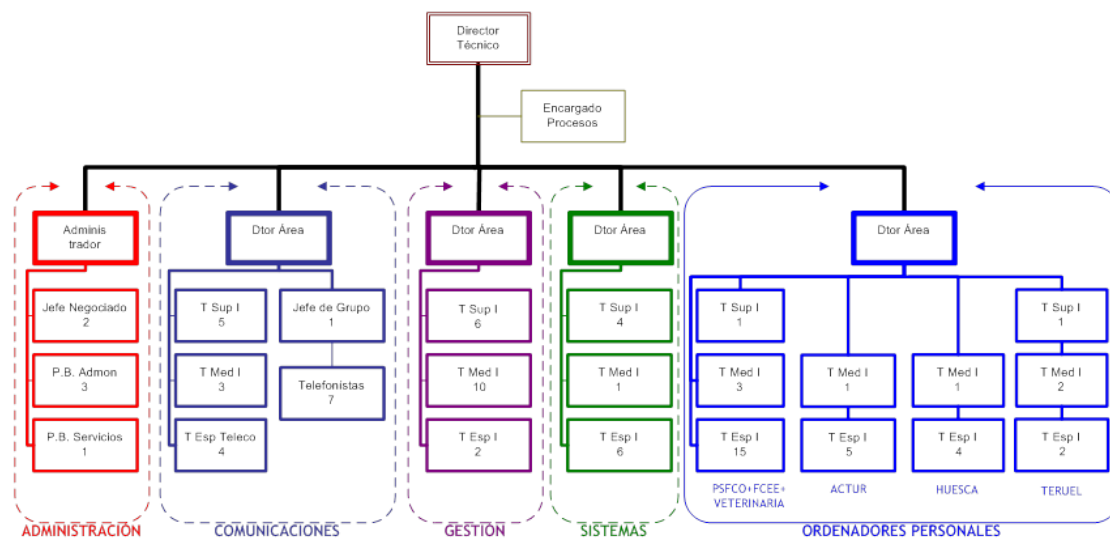 Director
Técnico
Encargado
Procesos
Adminis
trador
Dtor Área
Dtor Área
Dtor Área
Dtor Área
Jefe Negociado
2
P.B. Admon
3
P.B. Servicios
1
T Sup I
5
T Med I
3
T Esp Teleco
4
Jefe de Grupo
1
Telefonistas
7
T Sup I
6
T Med I
10
T Esp I
2
T Sup I
4
T Med I
1
T Esp I
6
T Sup I
1
T Med I
3
T Esp I
15
PSFCO+FCEE+
VETERINARIA
T Med I
1
T Esp I
5
ACTUR
T Med I
1
T Esp I
4
HUESCA
T Sup I
1
T Med I
2
T Esp I
2
TERUEL
ADMINISTRACIÓN
COMUNICACIONES
GESTIÓN
SISTEMAS
ORDENADORES PERSONALES